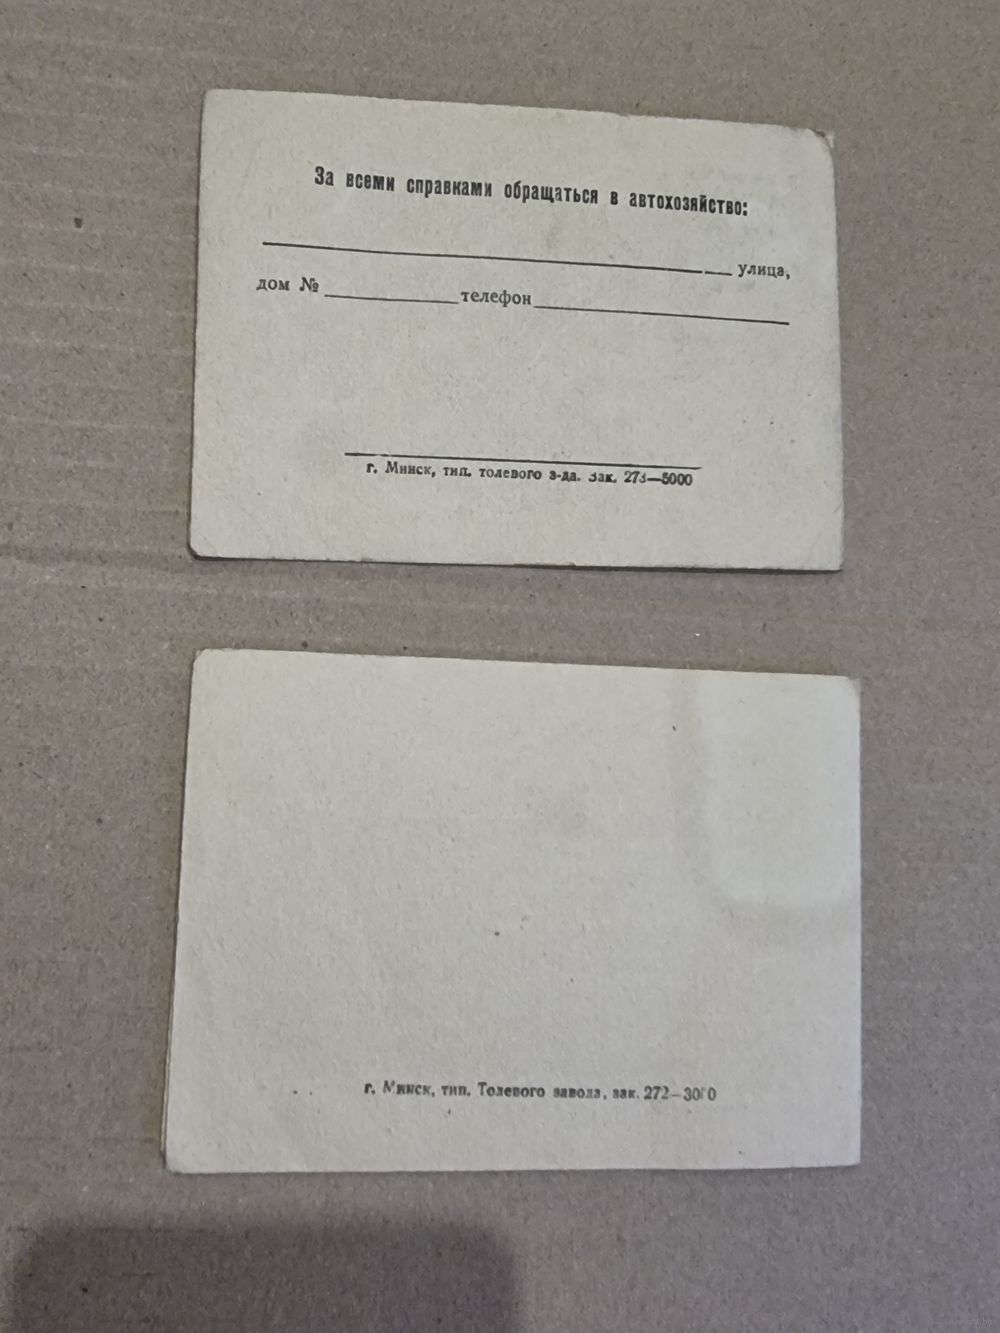 За всеми справками обращаться в автохозяйство:
улица,
дом № телефон
г. Минск, тип. толевого з-да. Зак. 273—5000
г. Минск, тип. Толевого завода, зак. 272—3000